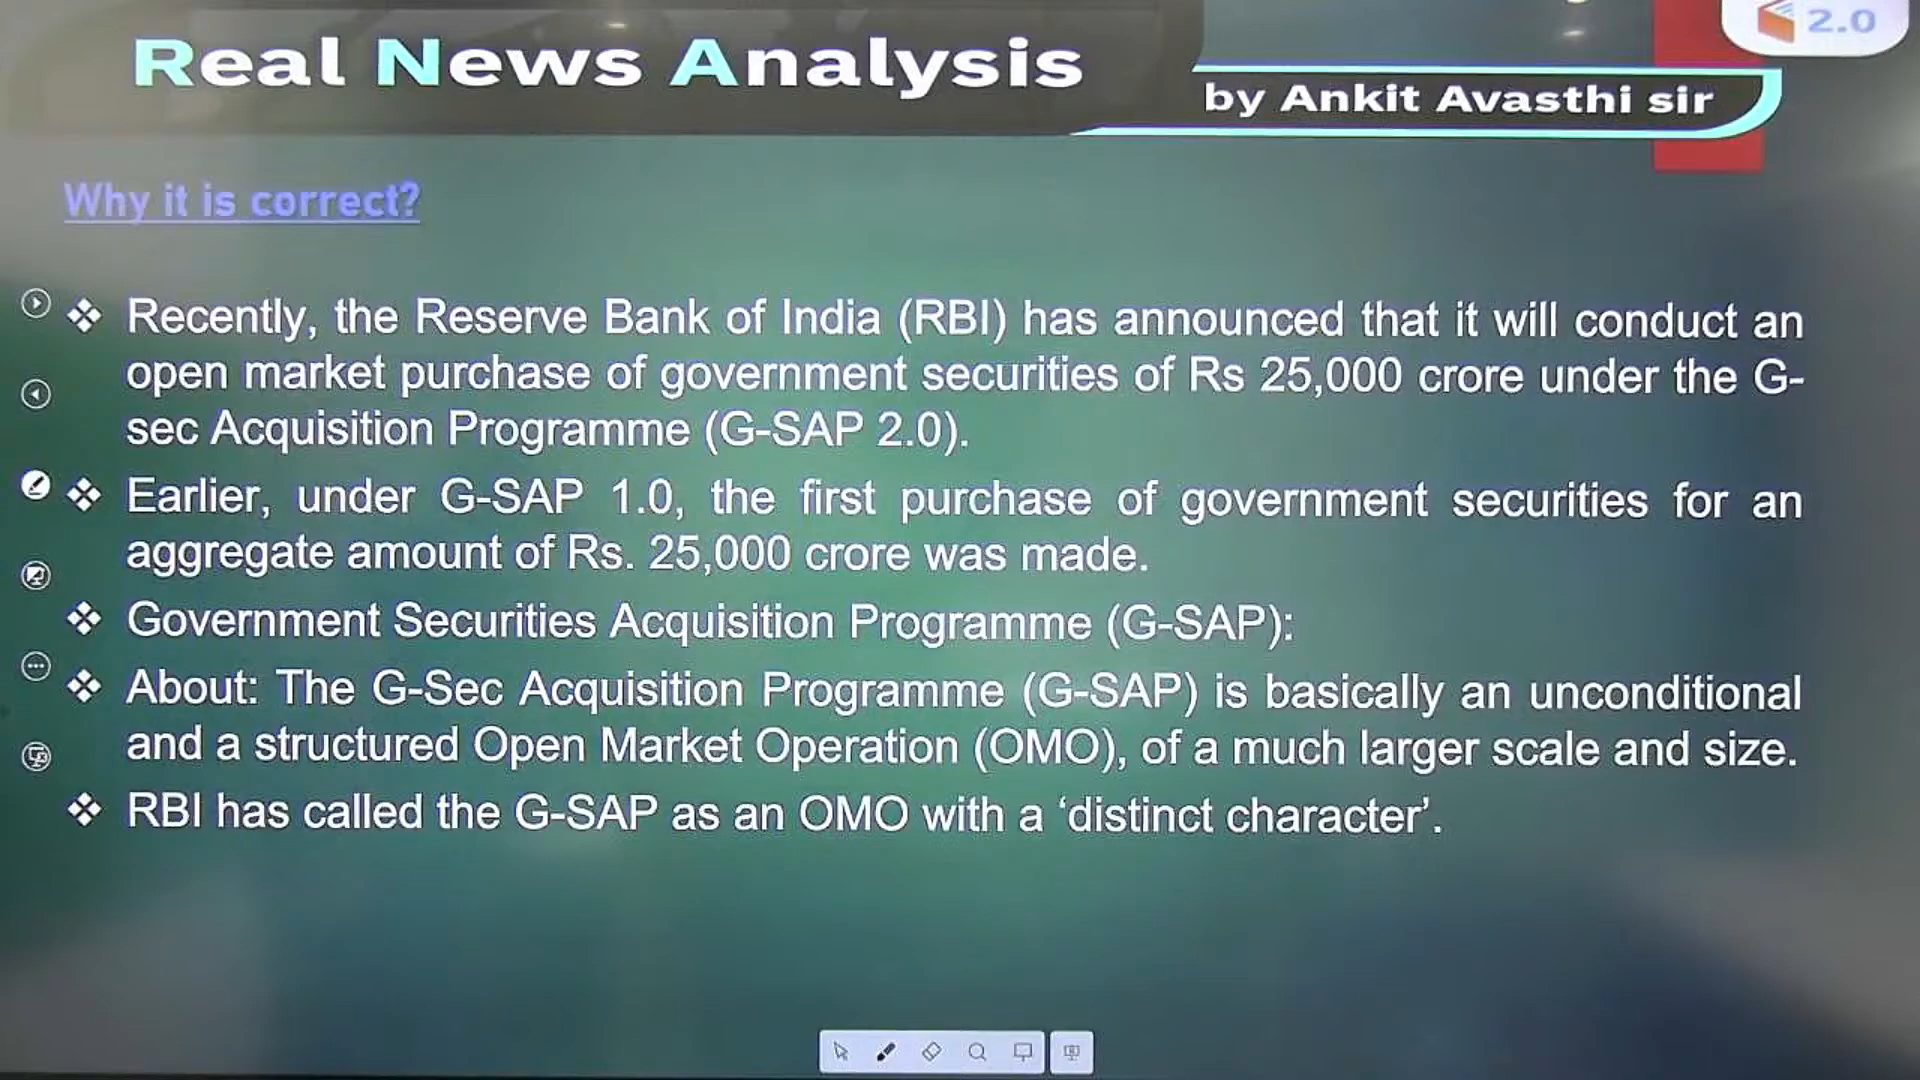 Real News Analysis
by Ankit Avasthi sir
2.0
Why it is correct?
Recently, the Reserve Bank of India (RBI) has announced that it will conduct an
open market purchase of government securities of Rs 25,000 crore under the G-
sec Acquisition Programme (G-SAP 2.0).
Earlier, under G-SAP 1.0, the first purchase of government securities for an
aggregate amount of Rs. 25,000 crore was made.
Government Securities Acquisition Programme (G-SAP):
About: The G-Sec Acquisition Programme (G-SAP) is basically an unconditional
and a structured Open Market Operation (OMO), of a much larger scale and size.
RBI has called the G-SAP as an OMO with a ‘distinct character’.